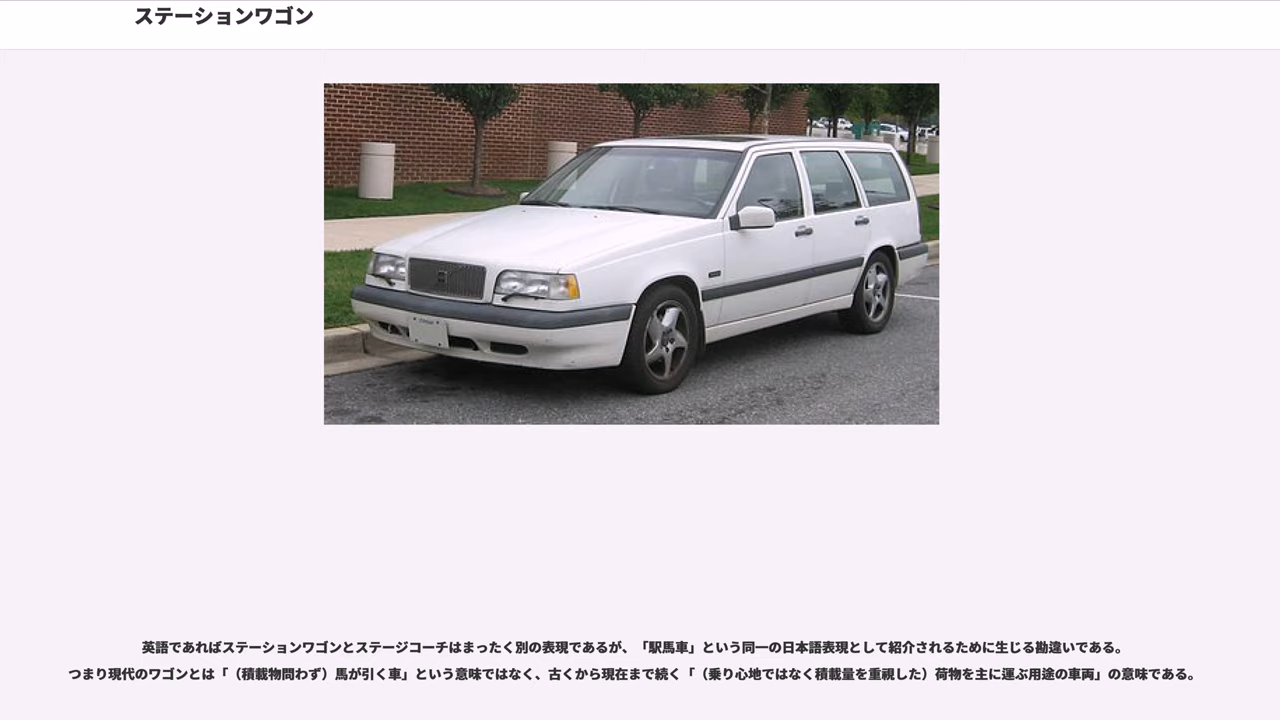 ステーションワゴン
英語であればステーションワゴンとステージコーチはまったく別の表現であるが、「駅馬車」という同一の日本語表現として紹介されるために生じる勘違いである。
つまり現代のワゴンとは「（積載物問わず）馬が引く車」という意味ではなく、古くから現在まで続く「（乗り心地ではなく積載量を重視した）荷物を主に運ぶ用途の車両」の意味である。